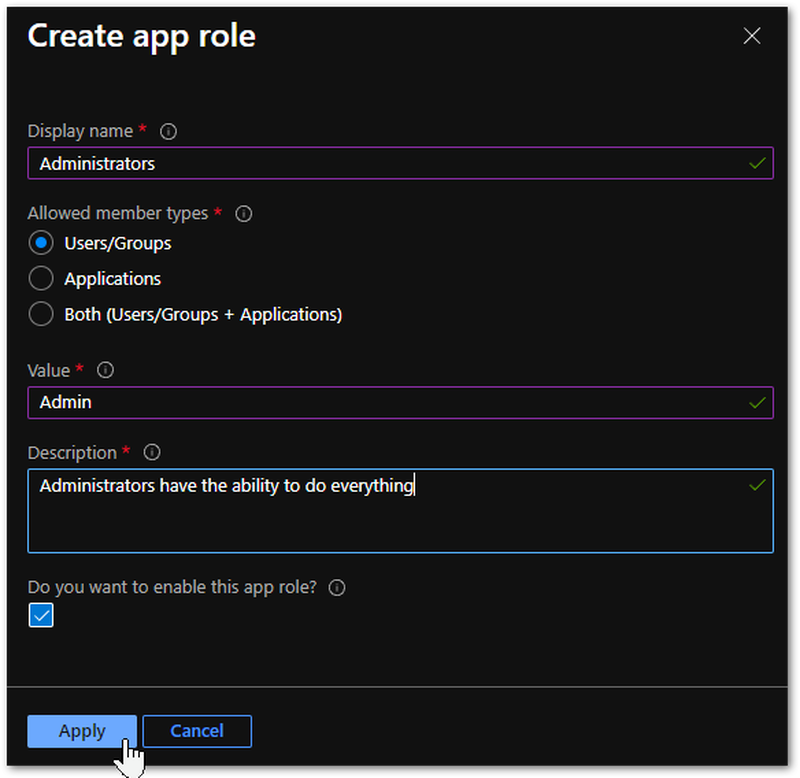 Create app role
Display name *
Administrators
Allowed member types *
Users/Groups
Applications
Both (Users/Groups + Applications)
Value *
Admin
Description *
Administrators have the ability to do everything
Do you want to enable this app role?
Apply
Cancel